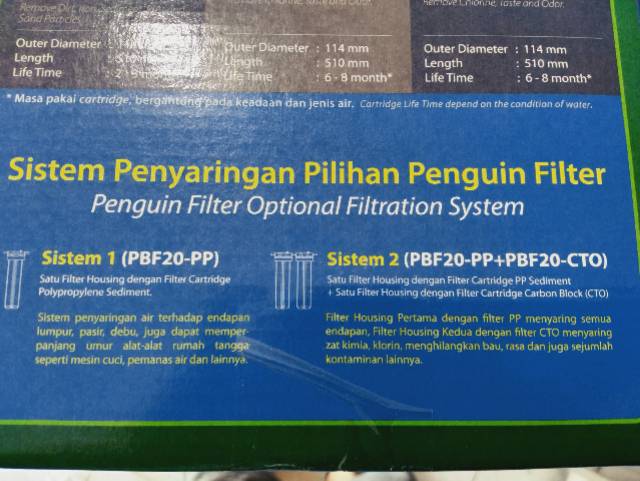 Remove Dirt,
Sand Particles
Taste and Odor.
Remove Chlorine, Taste and Odor.
Outer Diameter :
Length :
Life Time :
Outer Diameter : 114 mm
Length : 510 mm
Life Time : 6 - 8 month*
Outer Diameter : 114 mm
Length : 510 mm
Life Time : 6 - 8 month*
* Masa pakai cartridge, bergantung pada keadaan dan jenis air. Cartridge Life Time depend on the condition of water.
Sistem Penyaringan Pilihan Penguin Filter
Penguin Filter Optional Filtration System
Sistem 1 (PBF20-PP)
Satu Filter Housing dengan Filter Cartridge
Polypropylene Sediment.
Sistem penyaringan air terhadap endapan
lumpur, pasir, debu, juga dapat memper-
panjang umur alat-alat rumah tangga
seperti mesin cuci, pemanas air dan lainnya.
Sistem 2 (PBF20-PP+PBF20-CTO)
Satu Filter Housing dengan Filter Cartridge PP Sediment
+ Satu Filter Housing dengan Filter Cartridge Carbon Block (CTO)
Filter Housing Pertama dengan filter PP menyaring semua
endapan, Filter Housing Kedua dengan filter CTO menyaring
zat kimia, klorin, menghilangkan bau, rasa dan juga sejumlah
kontaminan lainnya.